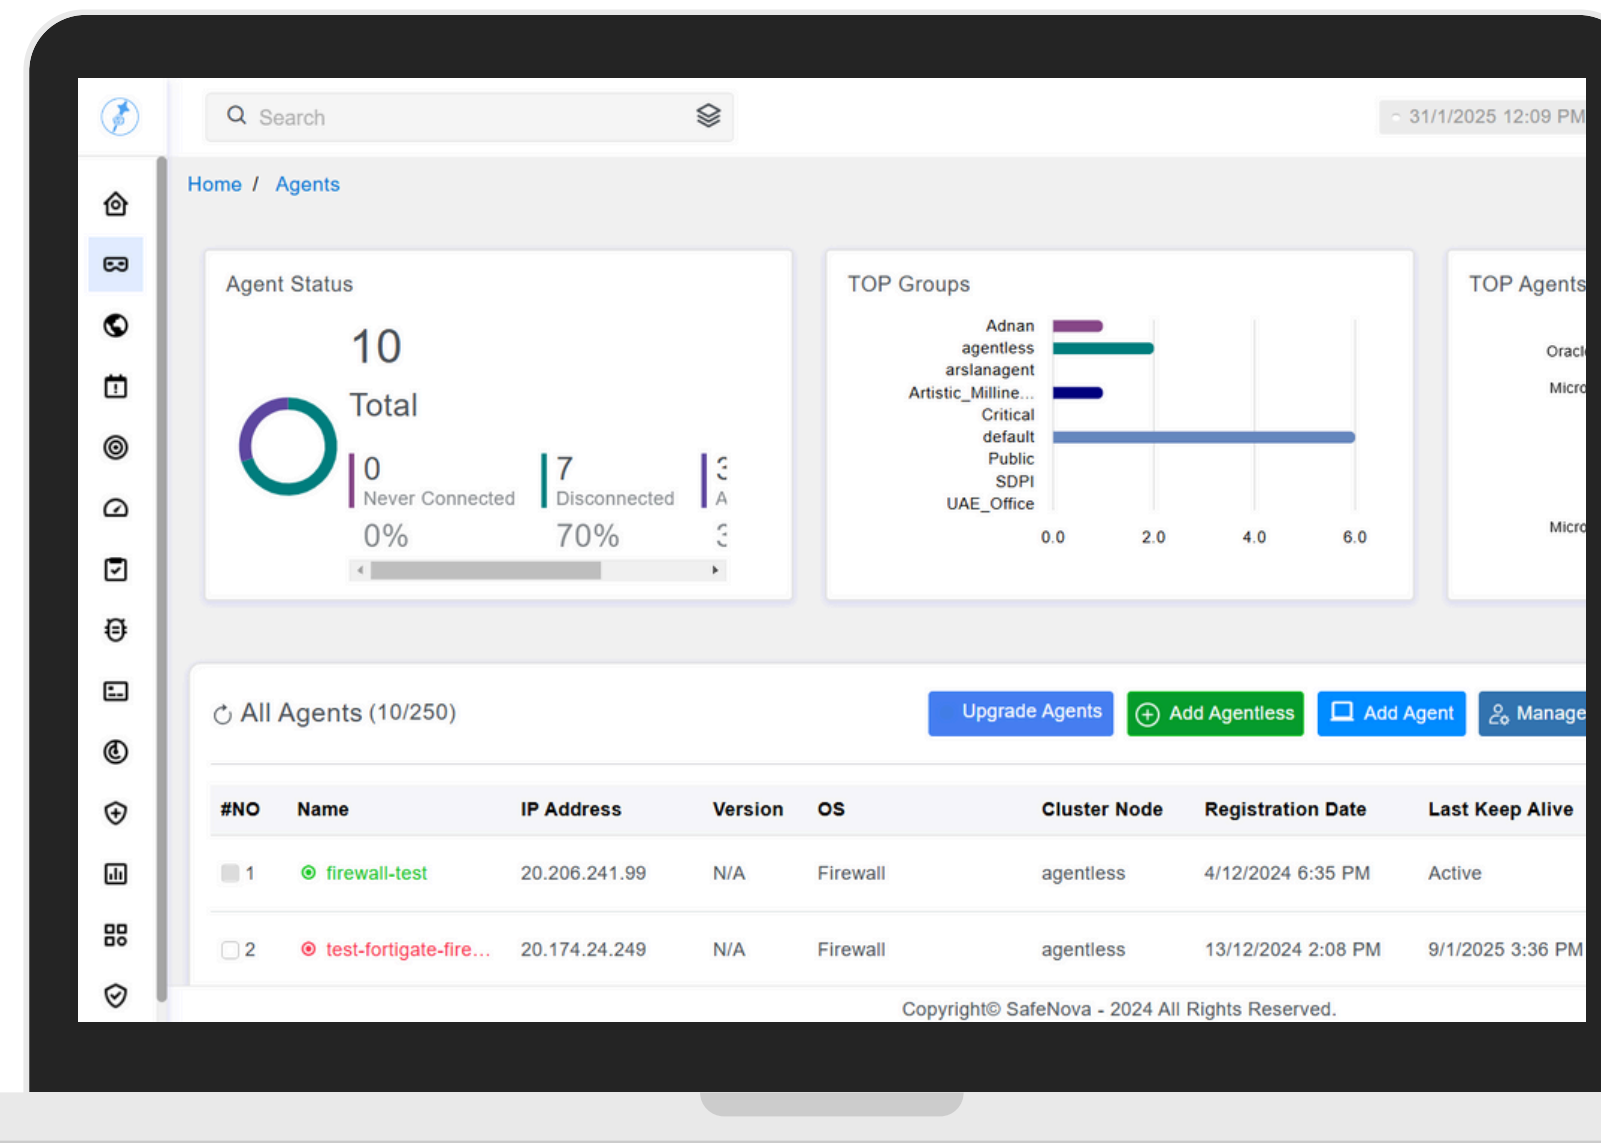 Search
31/1/2025 12:09 PM
Home / Agents
Agent Status
10
Total
0
Never Connected
0%
7
Disconnected
70%
TOP Groups
Adnan
agentless
arslanagent
Artistic_Milline...
Critical
default
Public
SDPI
UAE_Office
0.0 2.0 4.0 6.0
TOP Agents
All Agents (10/250)
Upgrade Agents
Add Agentless
Add Agent
Manage
#NO Name IP Address Version OS Cluster Node Registration Date Last Keep Alive
1 firewall-test 20.206.241.99 N/A Firewall agentless 4/12/2024 6:35 PM Active
2 test-fortigate-fire... 20.174.24.249 N/A Firewall agentless 13/12/2024 2:08 PM 9/1/2025 3:36 PM
Copyright© SafeNova - 2024 All Rights Reserved.